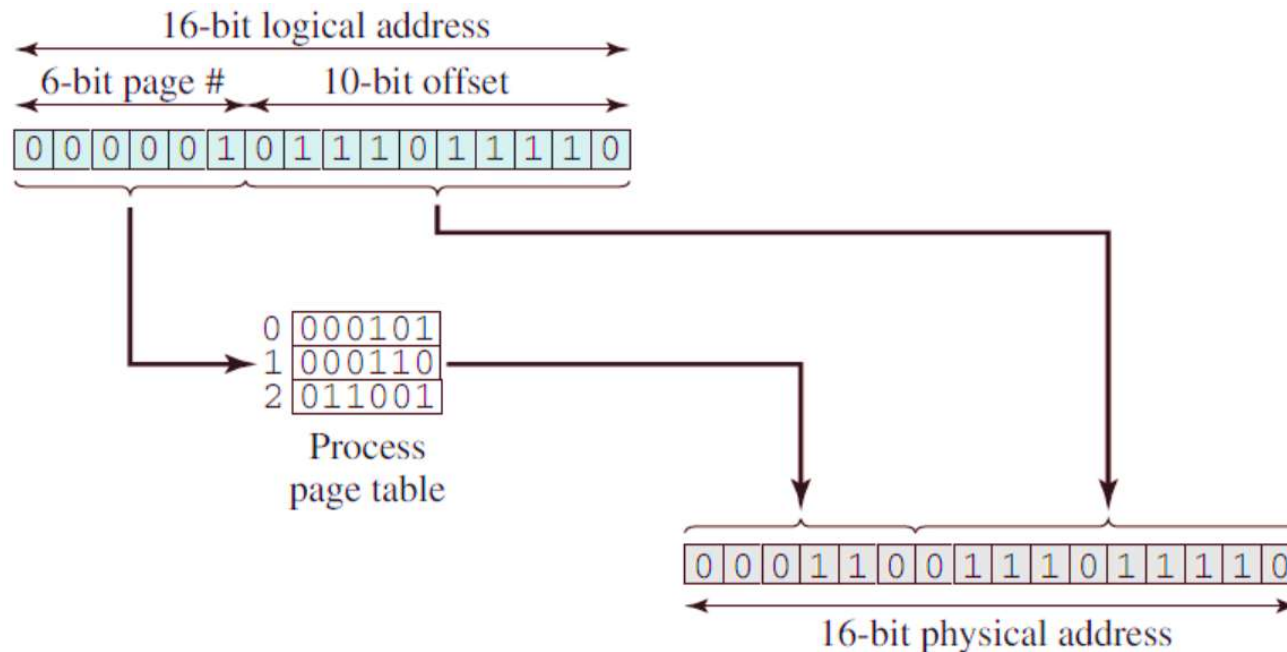 16-bit logical address
6-bit page # 10-bit offset
0 0 0 0 0 1 0 1 1 1 0 1 1 1 1 0
0 000101
1 000110
2 011001
Process
page table
0 0 0 1 1 0 0 1 1 1 0 1 1 1 1 0
16-bit physical address